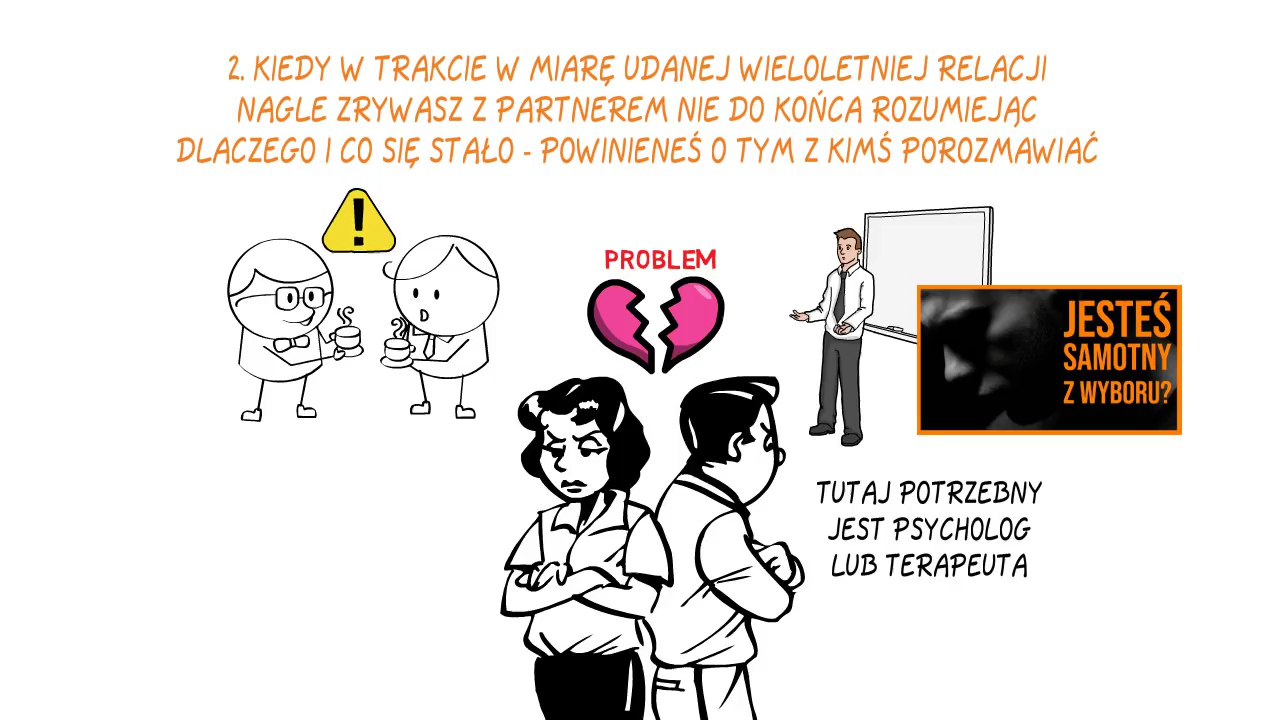 2. KIEDY W TRAKCIE W MIARĘ UDANEJ WIELOLETNIEJ RELACJI
NAGLE ZRYWASZ Z PARTNEREM NIE DO KOŃCA ROZUMIEJĄC
DLACZEGO I CO SIĘ STAŁO - POWINIENEŚ O TYM Z KIMŚ POROZMAWIAĆ
!
PROBLEM
JESTEŚ
SAMOTNY
Z WYBORU?
TUTAJ POTRZEBNY
JEST PSYCHOLOG
LUB TERAPEUTA